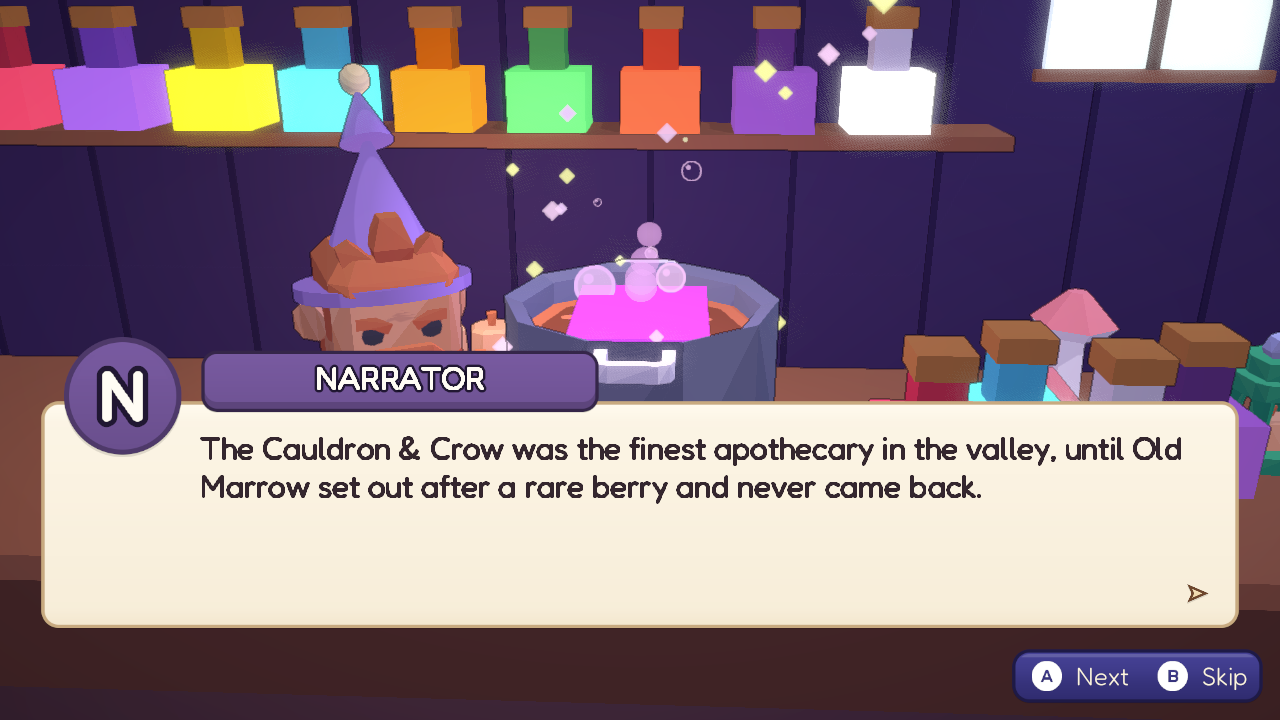 N
NARRATOR
The Cauldron & Crow was the finest apothecary in the valley, until Old
Marrow set out after a rare berry and never came back.
A Next B Skip